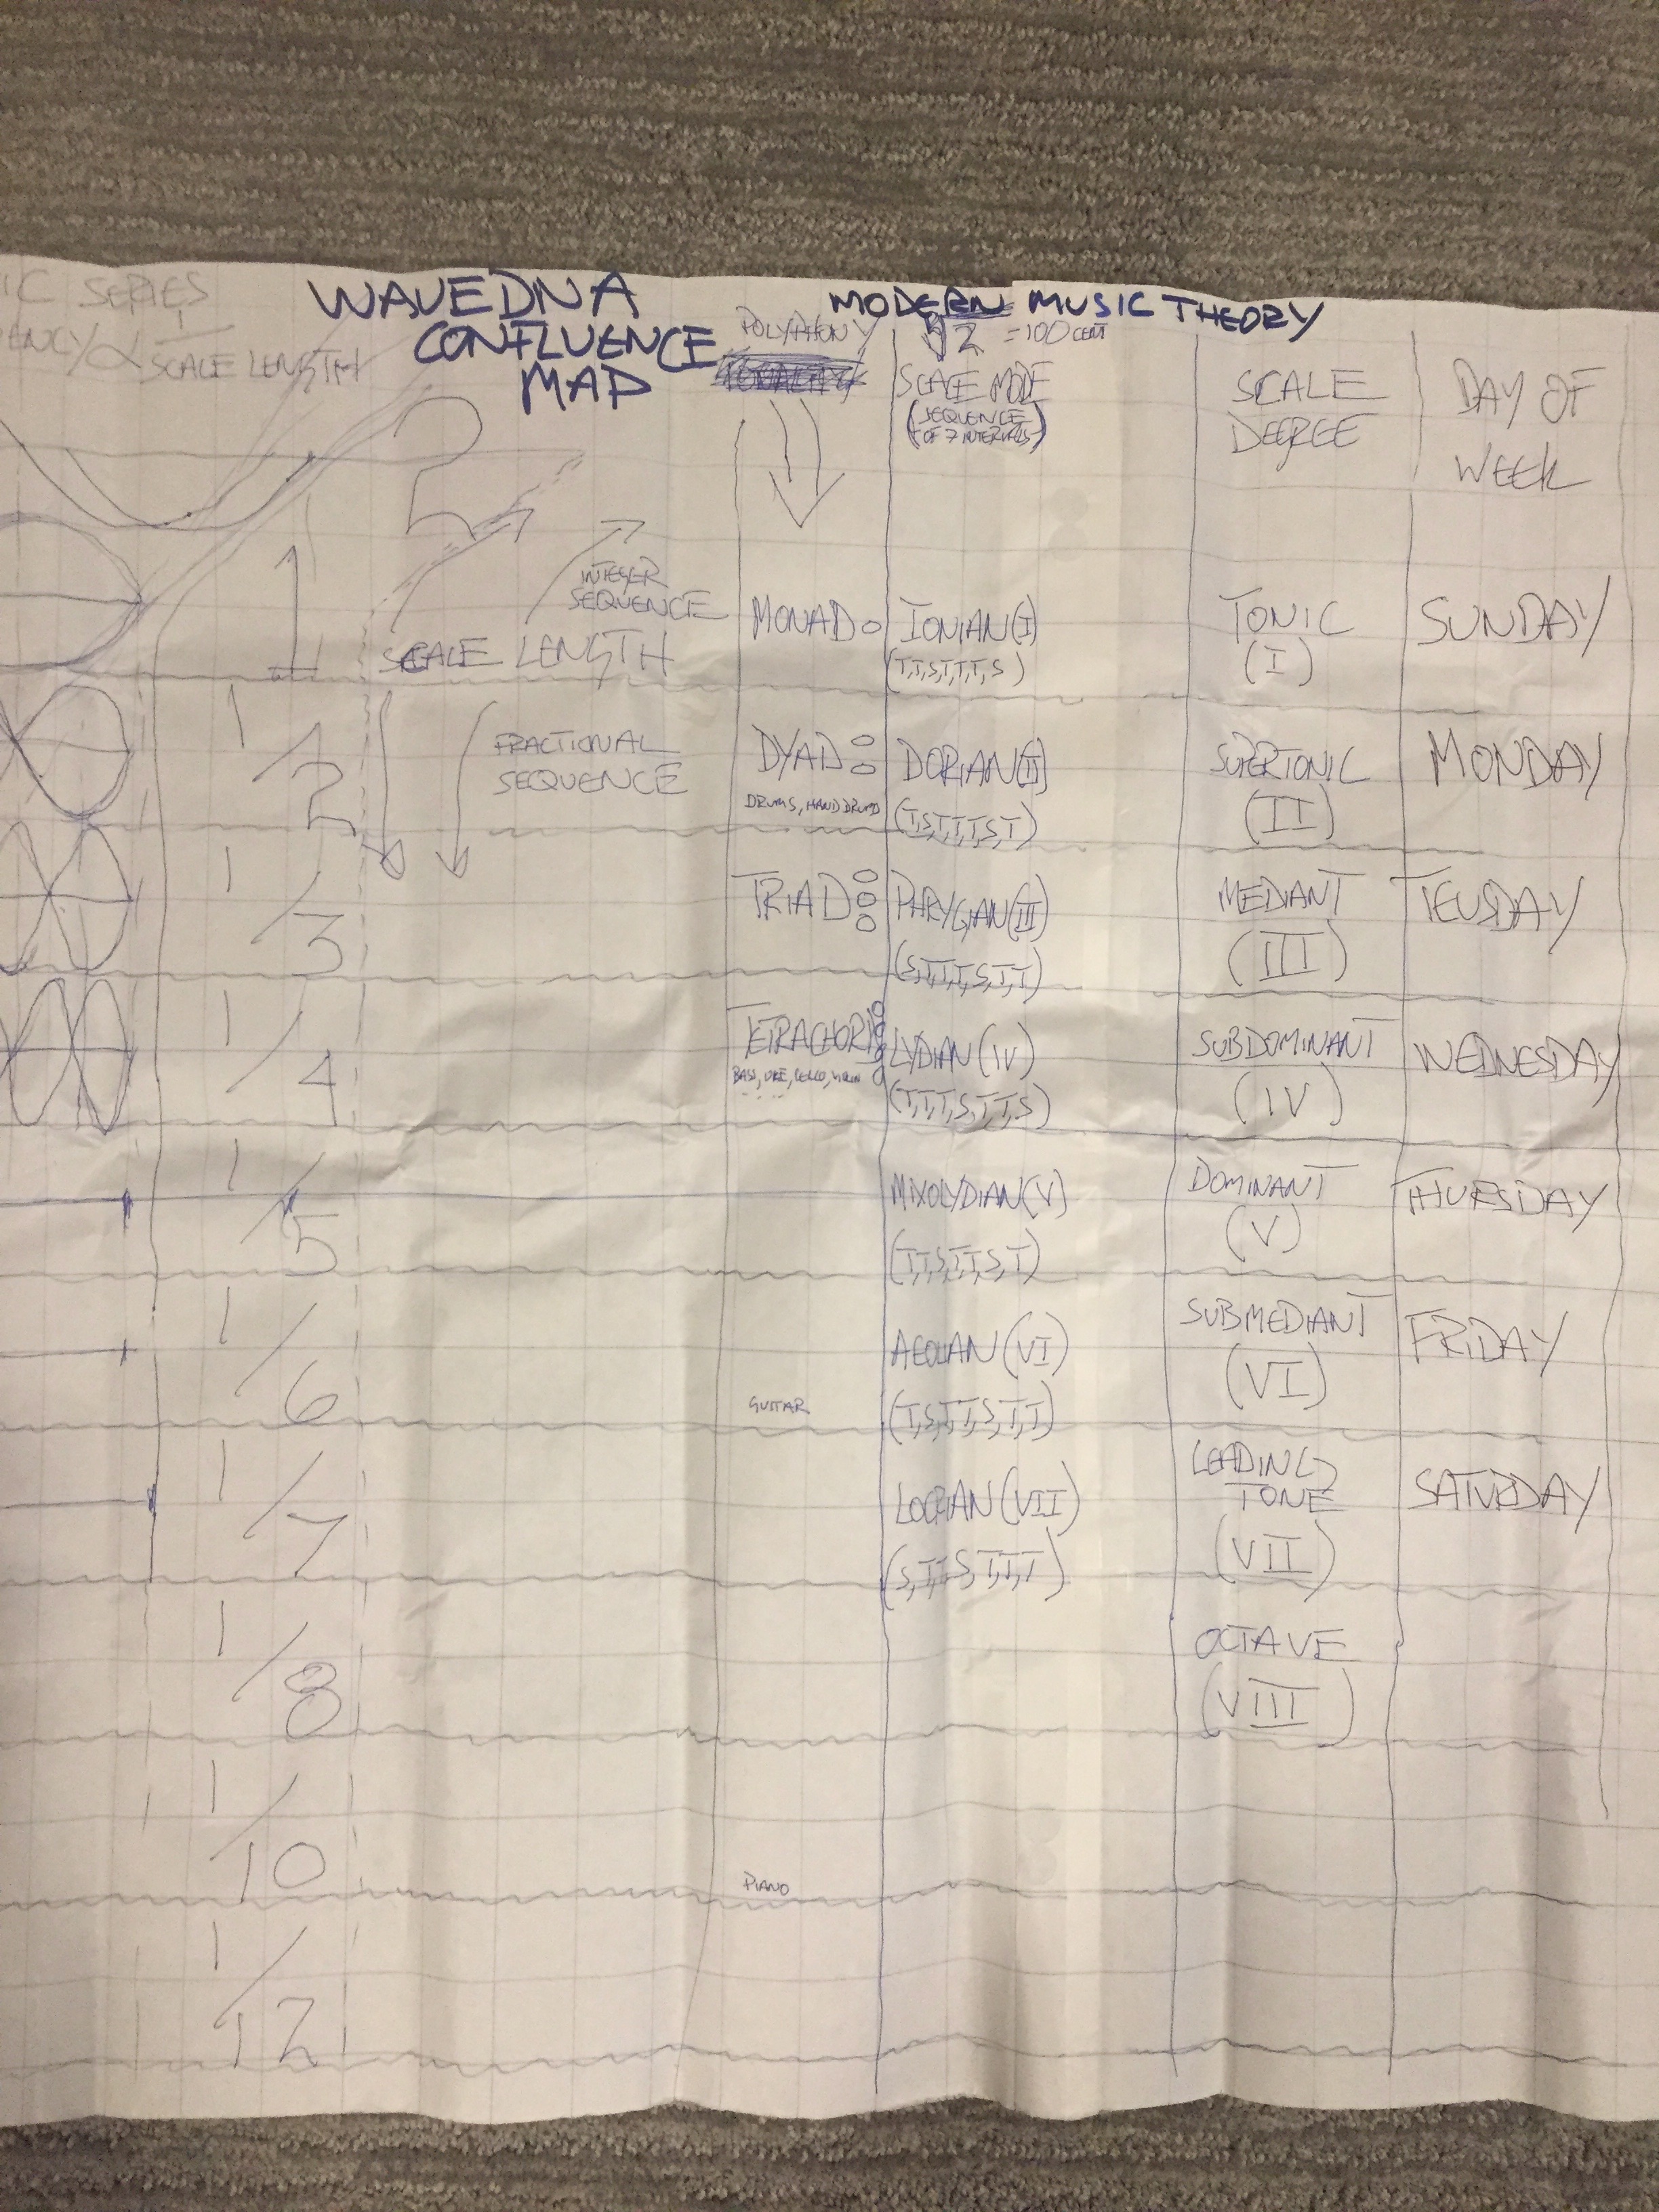 IC SERIES
ENCY ∝ 1
SCALE LENGTH
WAVEDNA
CONFLUENCE
MAP
MODERN MUSIC THEORY
POLYPHONY
√2 = 100 CENT
SCALE MODE
(SEQUENCE
OF 7 INTERVALS)
SCALE
DEGREE
DAY OF
WEEK
2
1
INTEGER
SEQUENCE
SCALE LENGTH
MONAD
IONIAN (I)
(T,T,S,T,T,T,S)
TONIC
(I)
SUNDAY
1/2
FRACTIONAL
SEQUENCE
DYAD
DRUMS, HAND DRUMS
DORIAN (II)
(T,S,T,T,T,S,T)
SUPERTONIC
(II)
MONDAY
1/3
TRIAD
PHRYGIAN (III)
(S,T,T,T,S,T,T)
MEDIANT
(III)
TEUSDAY
1/4
TETRACHORD
BASS, UKE, CELLO, VIOLIN
LYDIAN (IV)
(T,T,T,S,T,T,S)
SUBDOMINANT
(IV)
WEDNESDAY
1/5
MIXOLYDIAN (V)
(T,T,S,T,T,S,T)
DOMINANT
(V)
THURSDAY
1/6
GUITAR
AEOLIAN (VI)
(T,S,T,T,S,T,T)
SUBMEDIANT
(VI)
FRIDAY
1/7
LOCRIAN (VII)
(S,T,T,S,T,T,T)
LEADING
TONE
(VII)
SATURDAY
1/8
OCTAVE
(VIII)
1/10
PIANO
1/12